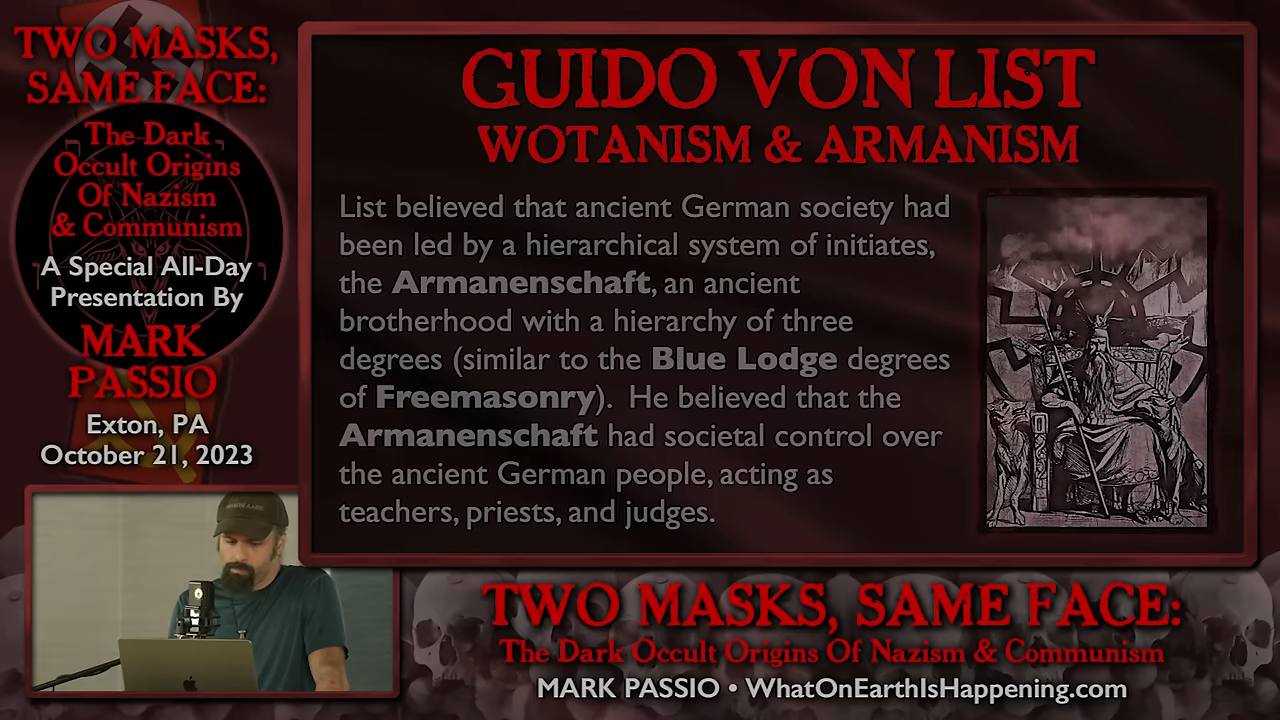 TWO MASKS,
SAME FACE:
The Dark
Occult Origins
Of Nazism
& Communism
A Special All-Day
Presentation By
MARK
PASSIO
Exton, PA
October 21, 2023
GUIDO VON LIST
WOTANISM & ARMANISM
List believed that ancient German society had
been led by a hierarchical system of initiates,
the Armanenschaft, an ancient
brotherhood with a hierarchy of three
degrees (similar to the Blue Lodge degrees
of Freemasonry).  He believed that the
Armanenschaft had societal control over
the ancient German people, acting as
teachers, priests, and judges.
TWO MASKS, SAME FACE:
The Dark Occult Origins Of Nazism & Communism
MARK PASSIO • WhatOnEarthIsHappening.com